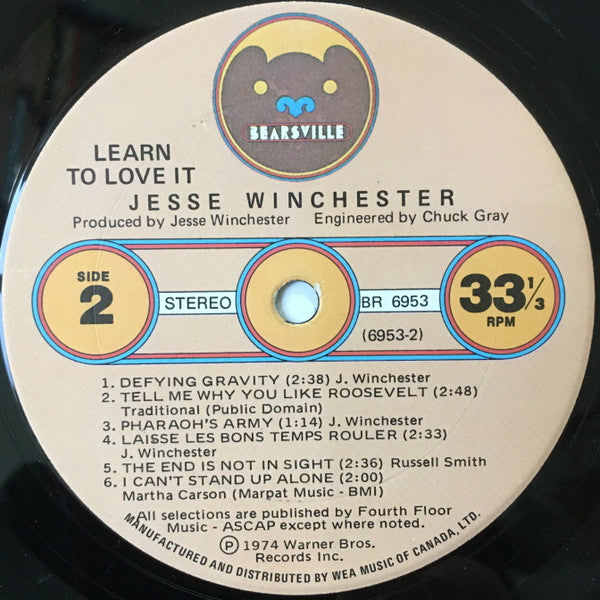 BEARSVILLE
LEARN
TO LOVE IT
JESSE WINCHESTER
Produced by Jesse Winchester Engineered by Chuck Gray
SIDE
2
STEREO
BR 6953
(6953-2)
33 1/3
RPM
1. DEFYING GRAVITY (2:38) J. Winchester
2. TELL ME WHY YOU LIKE ROOSEVELT (2:48)
Traditional (Public Domain)
3. PHARAOH'S ARMY (1:14) J. Winchester
4. LAISSE LES BONS TEMPS ROULER (2:33)
J. Winchester
5. THE END IS NOT IN SIGHT (2:36) Russell Smith
6. I CAN'T STAND UP ALONE (2:00)
Martha Carson (Marpat Music - BMI)
All selections are published by Fourth Floor
Music - ASCAP except where noted.
℗ 1974 Warner Bros.
Records Inc.
MANUFACTURED AND DISTRIBUTED BY WEA MUSIC OF CANADA, LTD.